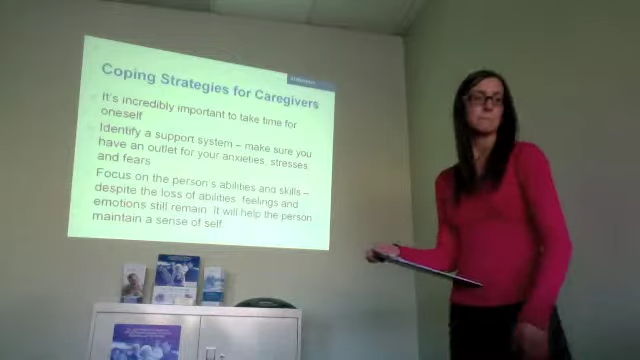 Coping Strategies for Caregivers
It's incredibly important to take time for
oneself
Identify a support system – make sure you
have an outlet for your anxieties, stresses,
and fears
Focus on the person's abilities and skills –
despite the loss of abilities, feelings and
emotions still remain. It will help the person
maintain a sense of self.